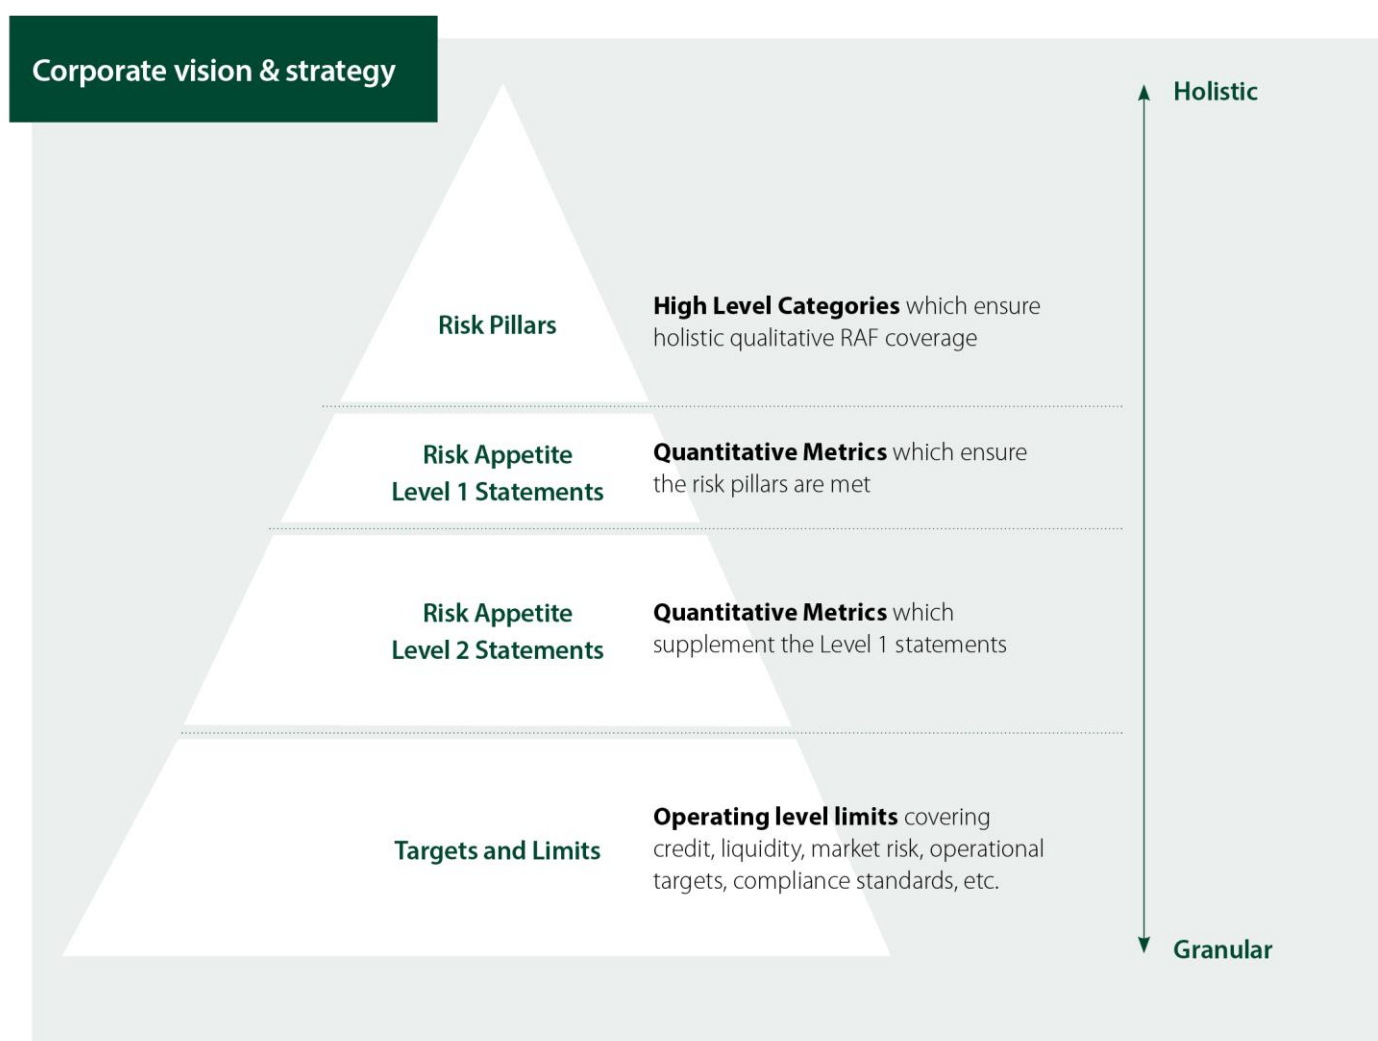 Corporate vision & strategy
Holistic
Risk Pillars
High Level Categories which ensure
holistic qualitative RAF coverage
Risk Appetite
Level 1 Statements
Quantitative Metrics which ensure
the risk pillars are met
Risk Appetite
Level 2 Statements
Quantitative Metrics which
supplement the Level 1 statements
Targets and Limits
Operating level limits covering
credit, liquidity, market risk, operational
targets, compliance standards, etc.
Granular